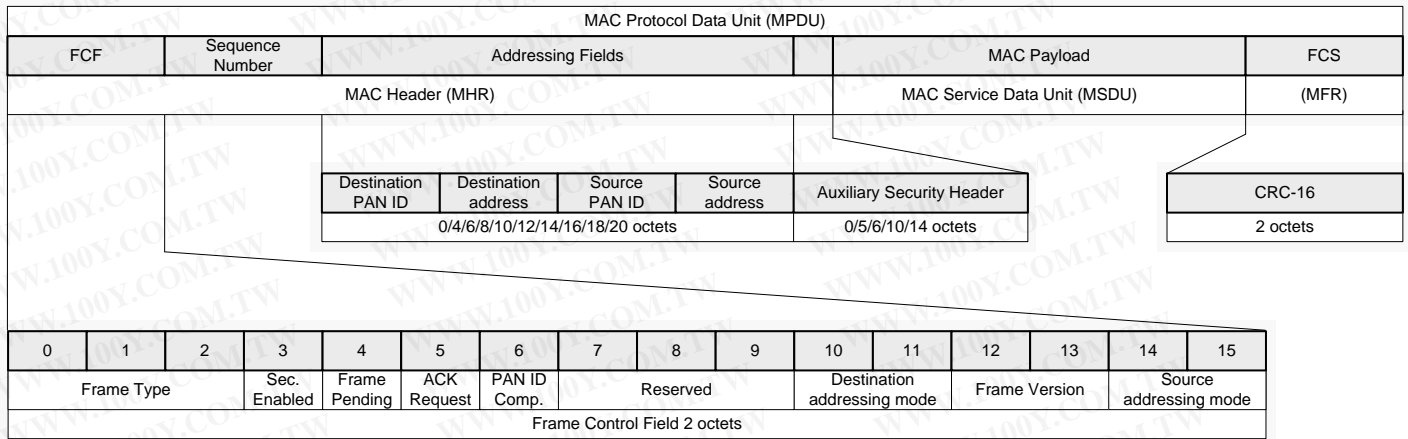 MAC Protocol Data Unit (MPDU)
FCF
Sequence
Number
Addressing Fields
MAC Payload
FCS
MAC Header (MHR)
MAC Service Data Unit (MSDU)
(MFR)
Destination
PAN ID
Destination
address
Source
PAN ID
Source
address
Auxiliary Security Header
CRC-16
0/4/6/8/10/12/14/16/18/20 octets
0/5/6/10/14 octets
2 octets
0 1 2 3 4 5 6 7 8 9 10 11 12 13 14 15
Frame Type
Sec.
Enabled
Frame
Pending
ACK
Request
PAN ID
Comp.
Reserved
Destination
addressing mode
Frame Version
Source
addressing mode
Frame Control Field 2 octets
WWW.100Y.COM.TW